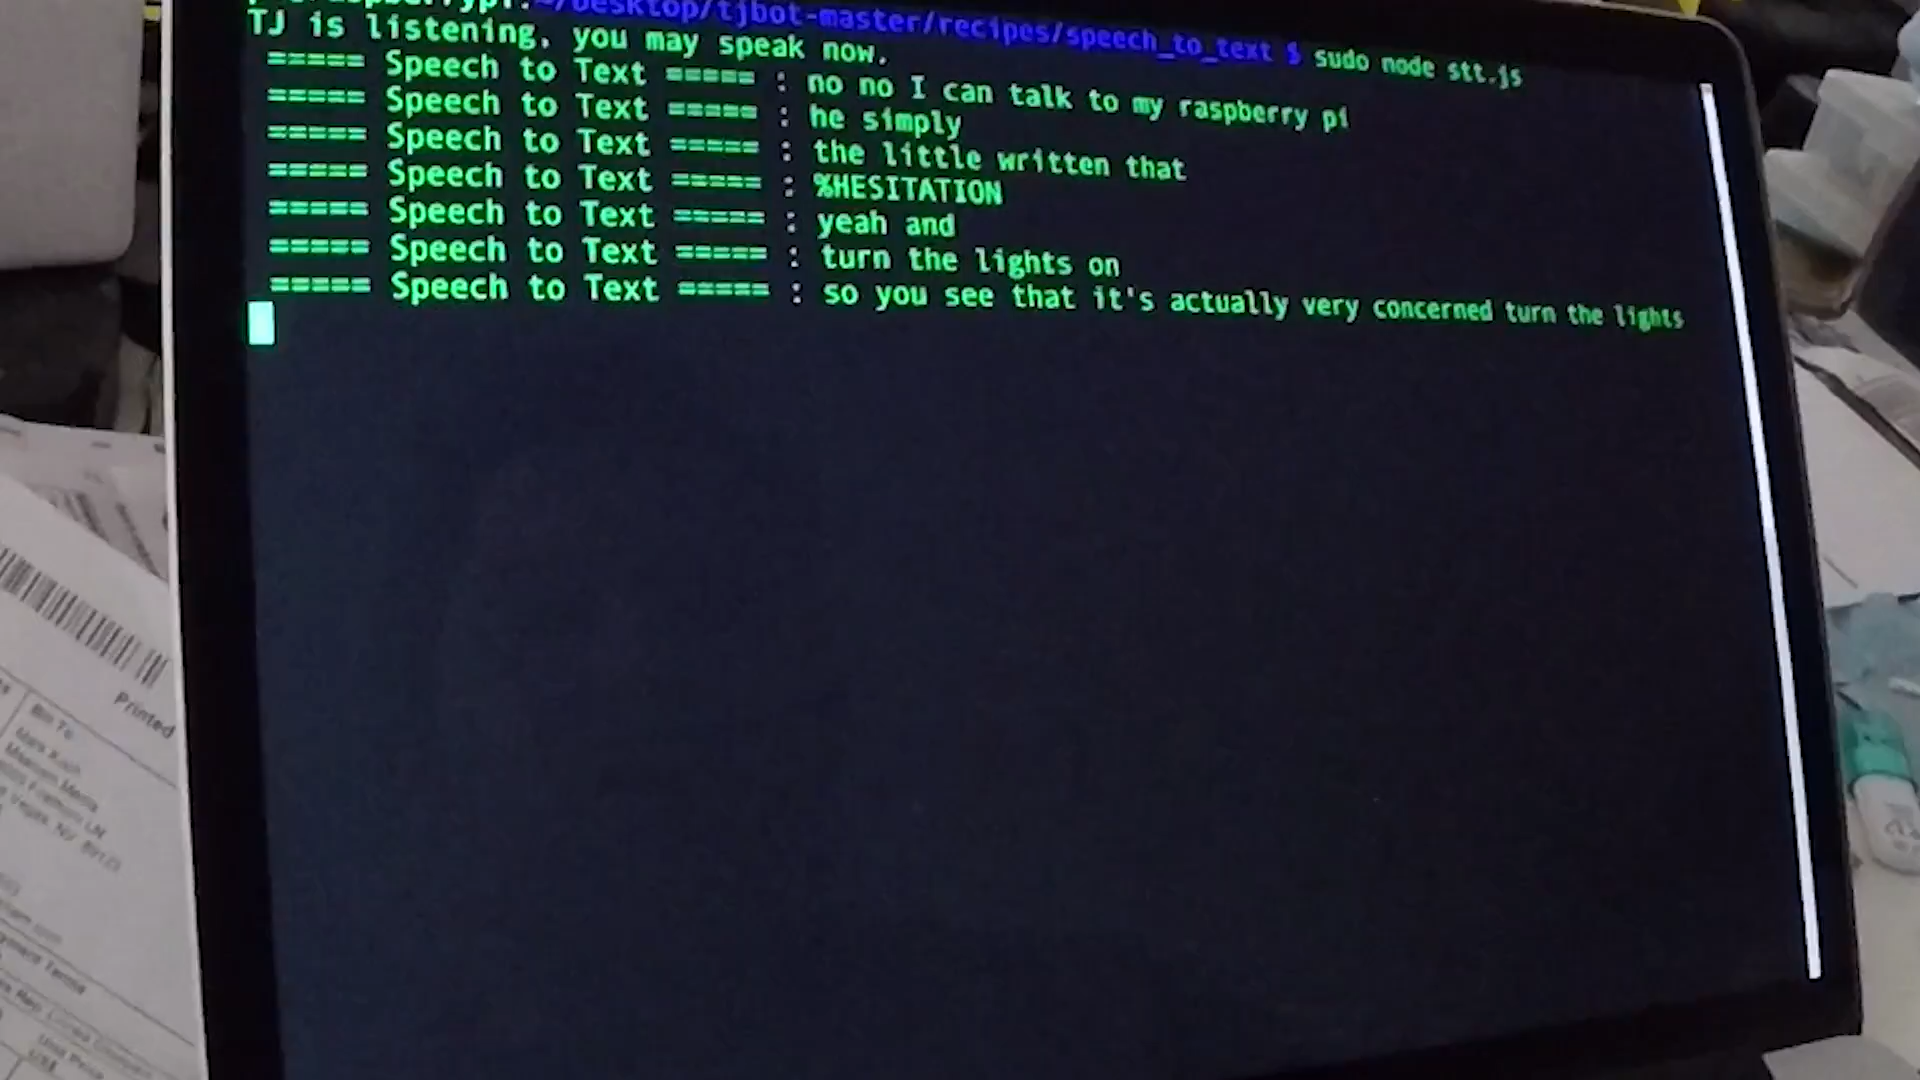 ~/Desktop/tjbot-master/recipes/speech_to_text $ sudo node stt.js
TJ is listening, you may speak now.
===== Speech to Text ===== : no no I can talk to my raspberry pi
===== Speech to Text ===== : he simply
===== Speech to Text ===== : the little written that
===== Speech to Text ===== : %HESITATION
===== Speech to Text ===== : yeah and
===== Speech to Text ===== : turn the lights on
===== Speech to Text ===== : so you see that it's actually very concerned turn the lights
Printed
Bill To